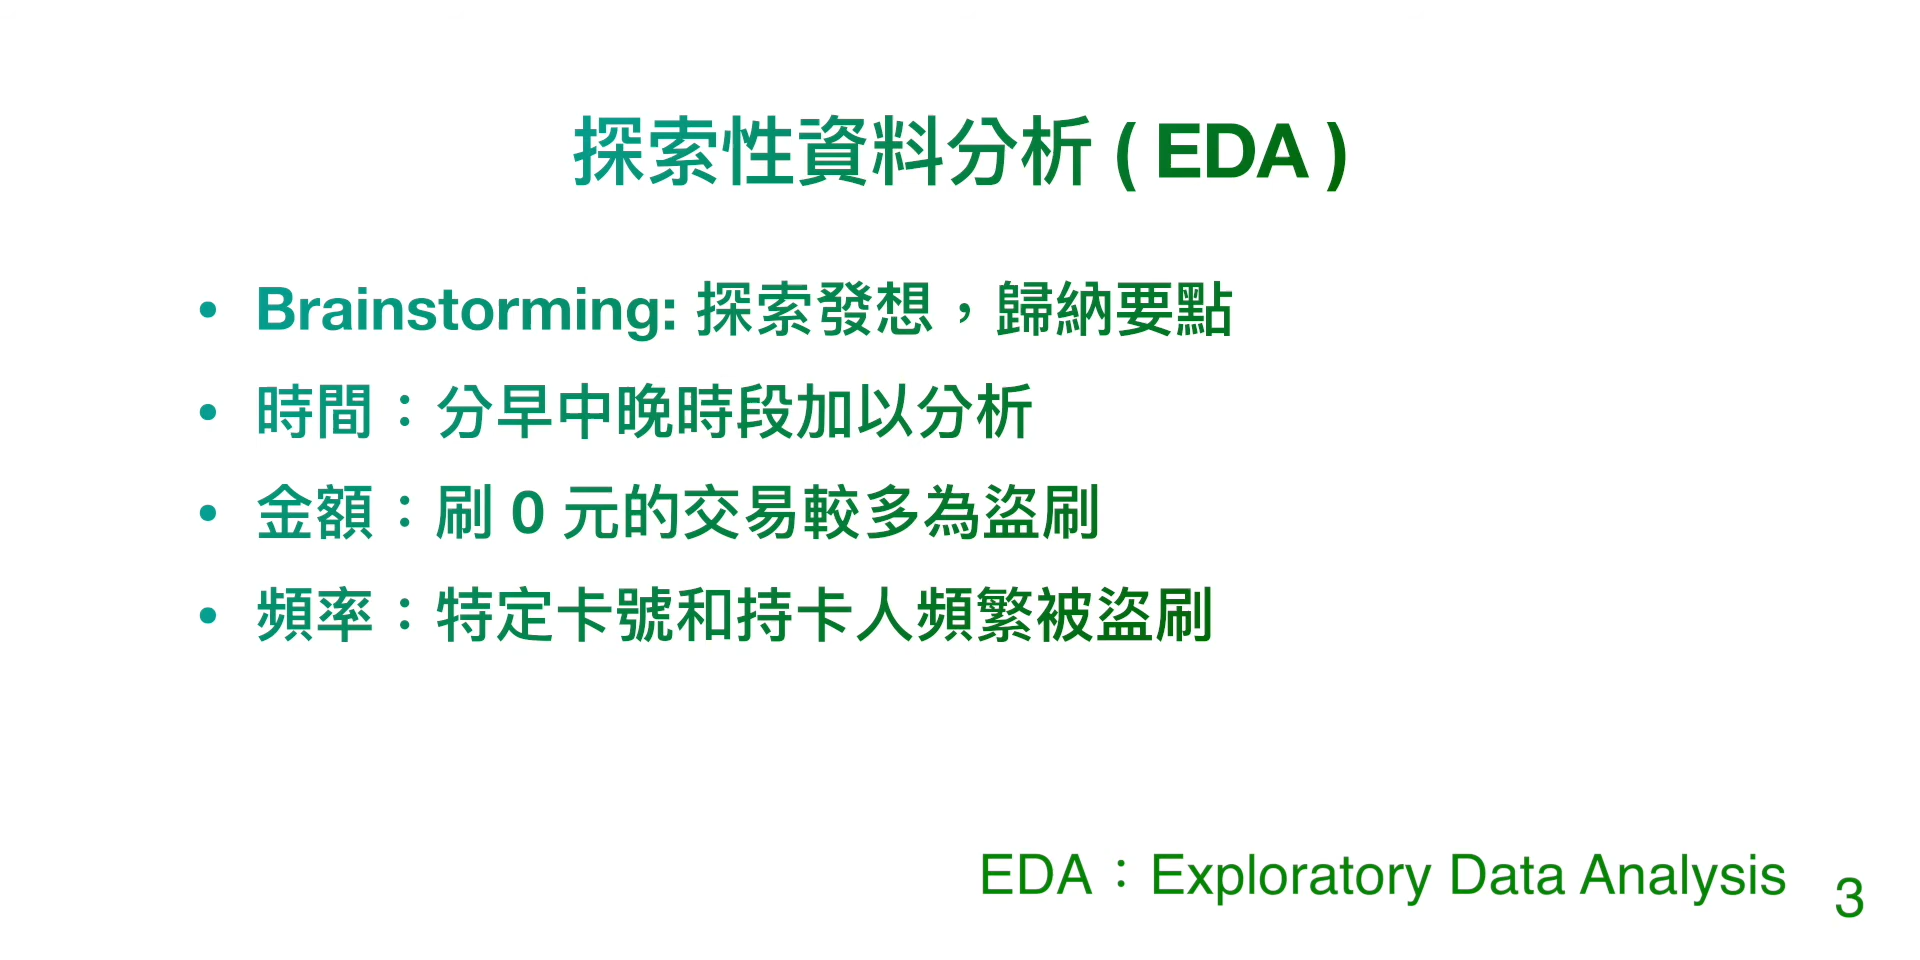 探索性資料分析 ( EDA )
• Brainstorming: 探索發想，歸納要點
• 時間：分早中晚時段加以分析
• 金額：刷 0 元的交易較多為盜刷
• 頻率：特定卡號和持卡人頻繁被盜刷
EDA：Exploratory Data Analysis
3